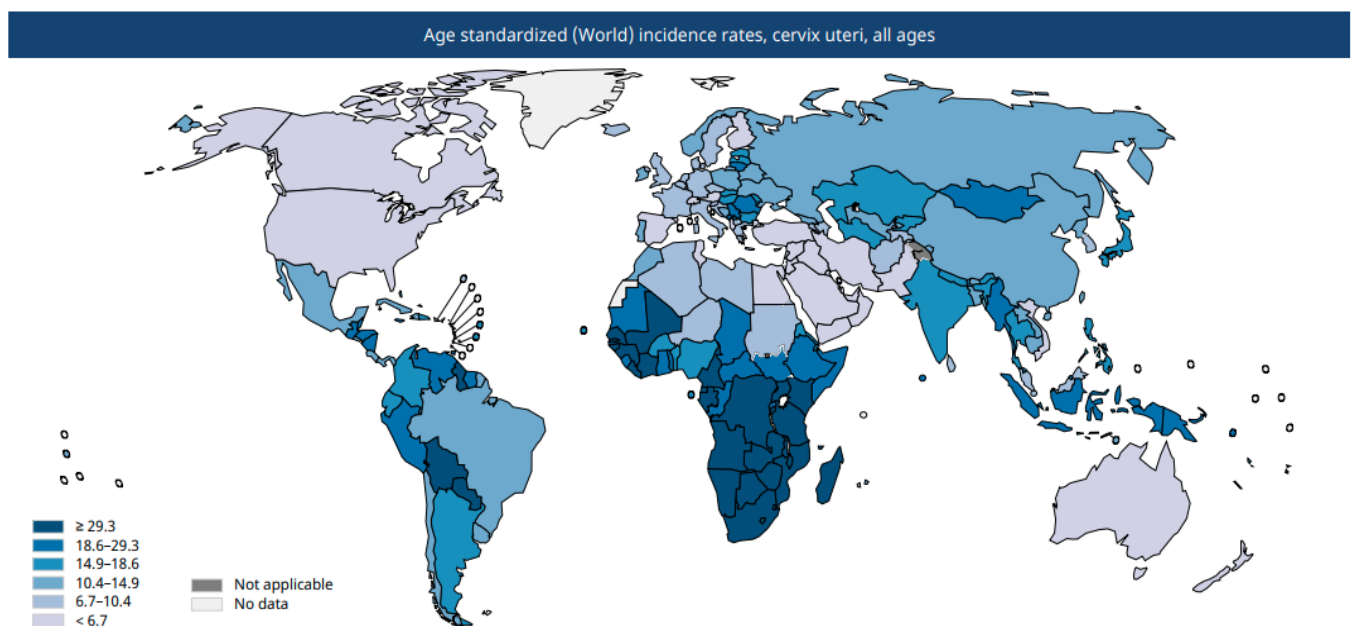 Age standardized (World) incidence rates, cervix uteri, all ages
≥ 29.3
18.6–29.3
14.9–18.6
10.4–14.9
6.7–10.4
< 6.7
Not applicable
No data